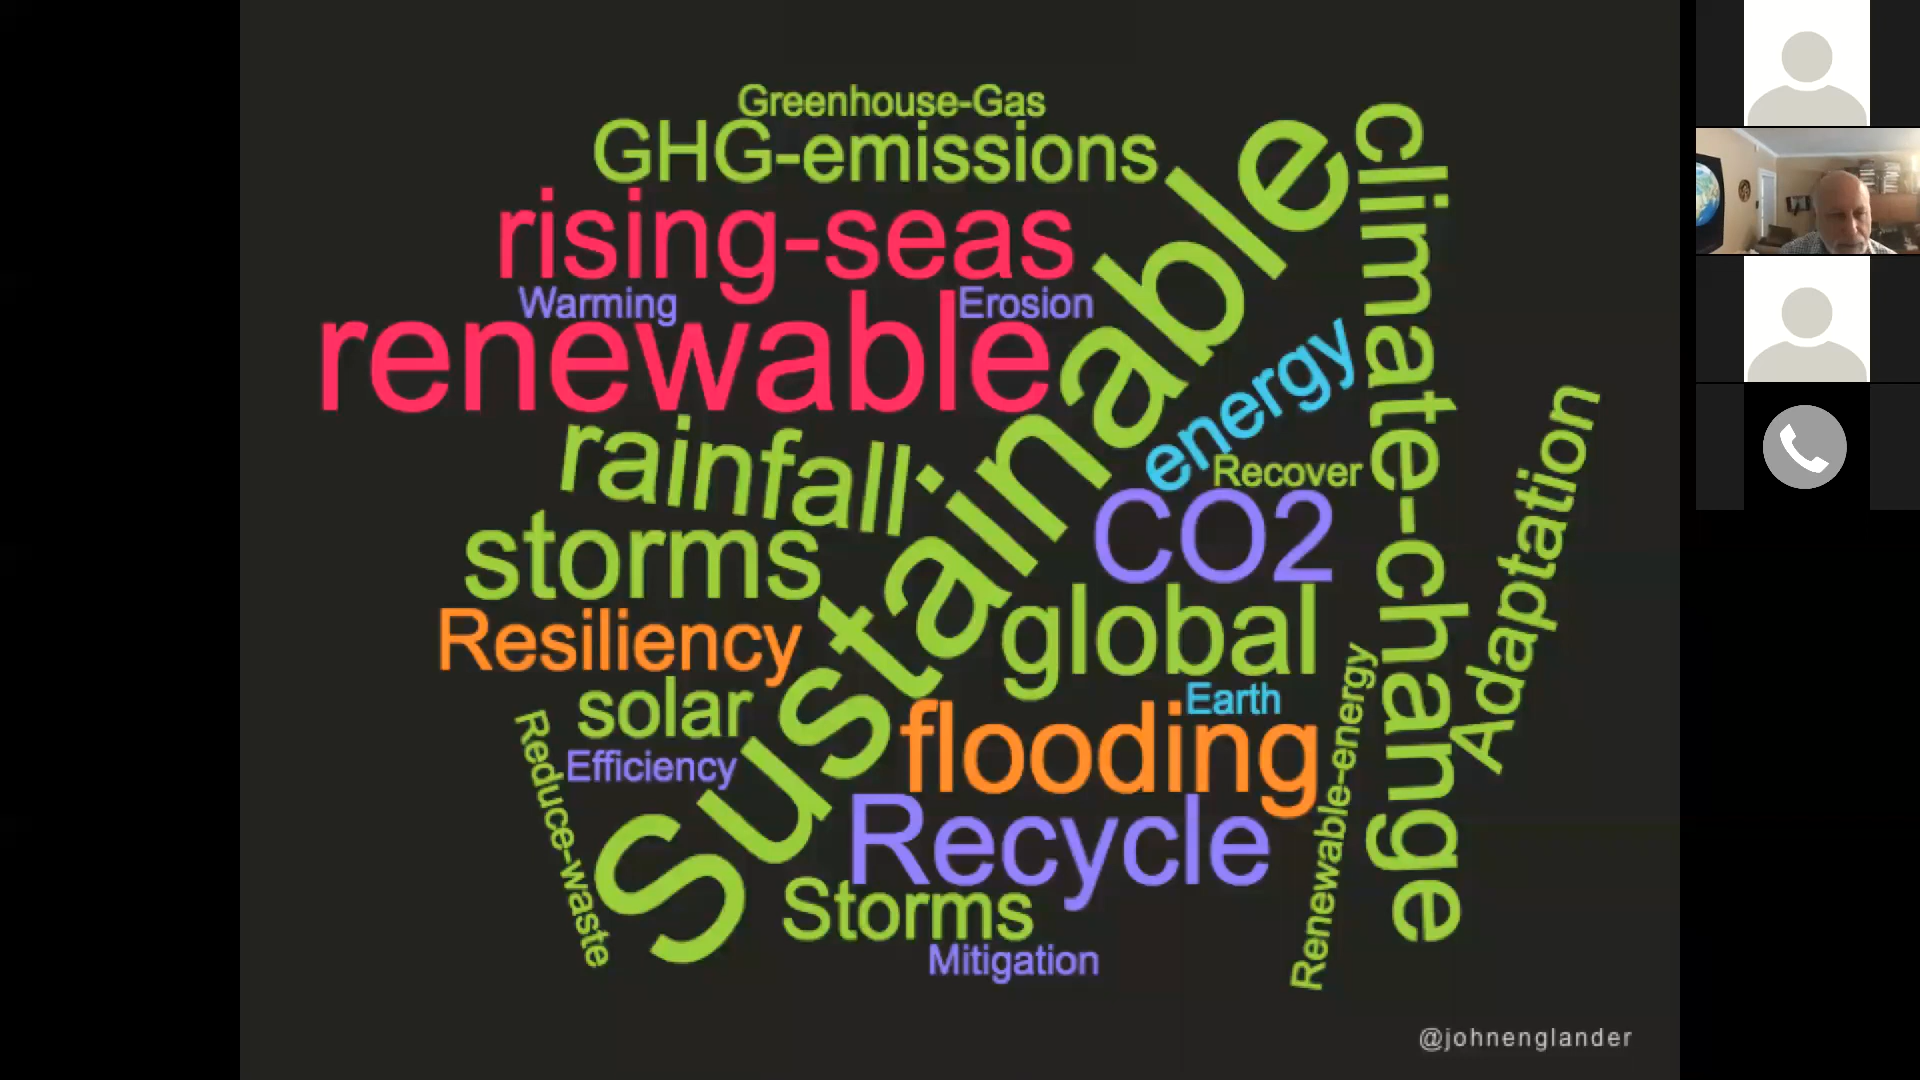 Greenhouse-Gas
GHG-emissions
rising-seas
Warming
Erosion
renewable
Sustainable
climate-change
energy
rainfall
Recover
CO2
storms
Adaptation
Resiliency
global
solar
Earth
Efficiency
flooding
Reduce-waste
Renewable-energy
Recycle
Storms
Mitigation
@johnenglander